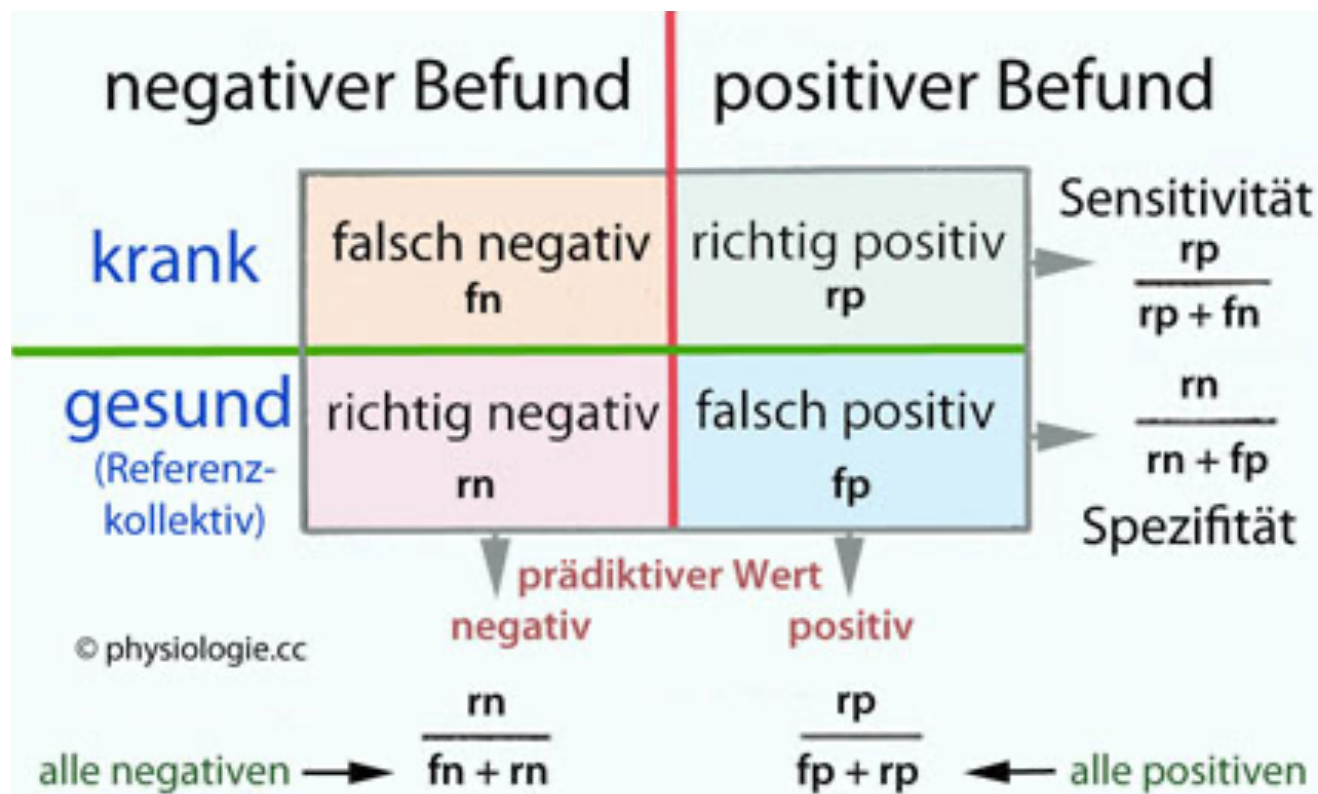 negativer Befund positiver Befund
krank
falsch negativ
fn
richtig positiv
rp
Sensitivität
rp
rp + fn
gesund
(Referenz-
kollektiv)
richtig negativ
rn
falsch positiv
fp
rn
rn + fp
Spezifität
prädiktiver Wert
negativ positiv
© physiologie.cc
rn
fn + rn
rp
fp + rp
alle negativen
alle positiven